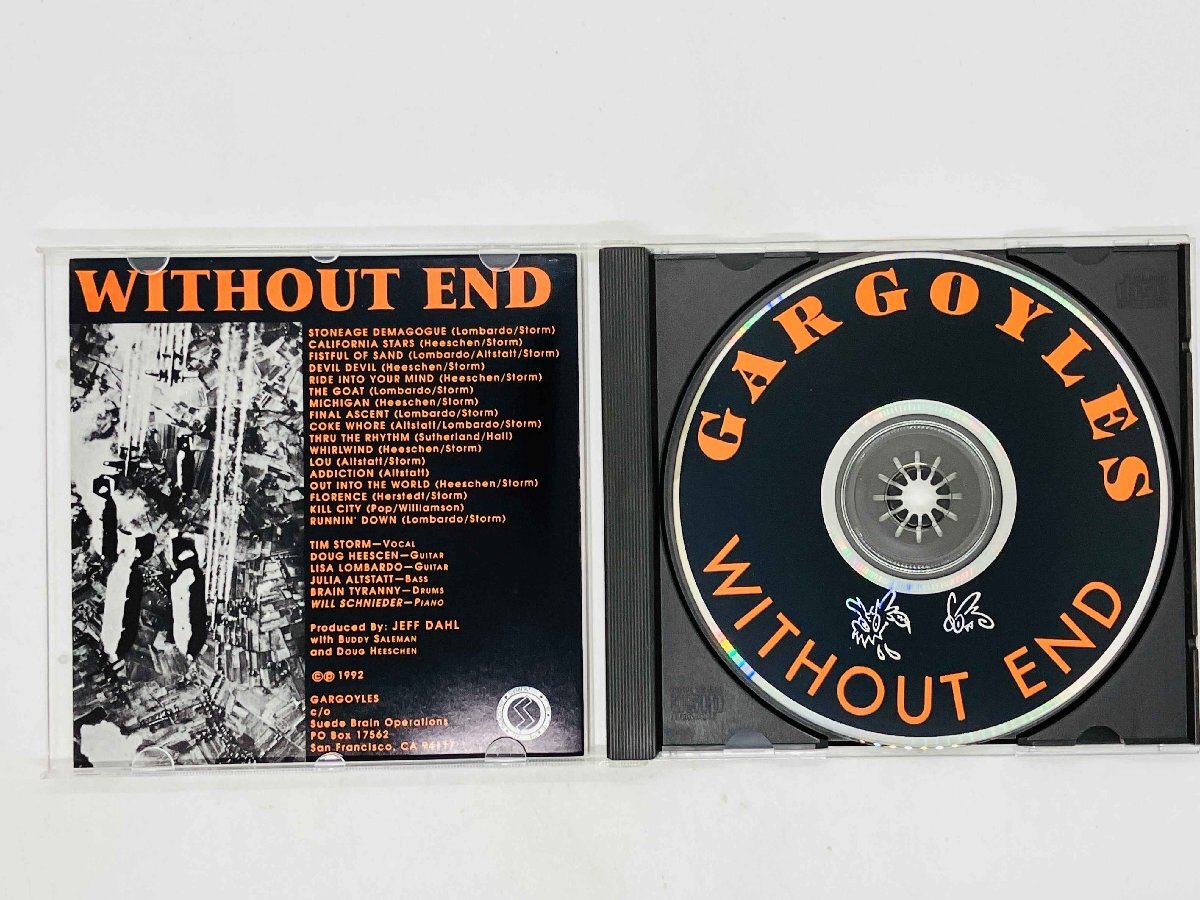 WITHOUT END
STONEAGE DEMAGOGUE (Lombardo/Storm)
CALIFORNIA STARS (Heeschen/Storm)
FISTFUL OF SAND (Lombardo/Altstatt/Storm)
DEVIL DEVIL (Heeschen/Storm)
RIDE INTO YOUR MIND (Heeschen/Storm)
THE GOAT (Lombardo/Storm)
MICHIGAN (Heeschen/Storm)
FINAL ASCENT (Lombardo/Storm)
COKE WHORE (Altstatt/Lombardo/Storm)
THRU THE RHYTHM (Sutherland/Hall)
WHIRLWIND (Heeschen/Storm)
LOU (Altstatt/Storm)
ADDICTION (Altstatt)
OUT INTO THE WORLD (Heeschen/Storm)
FLORENCE (Herstedt/Storm)
KILL CITY (Pop/Williamson)
RUNNIN' DOWN (Lombardo/Storm)
TIM STORM—VOCAL
DOUG HEESCEN—GUITAR
LISA LOMBARDO—GUITAR
JULIA ALTSTATT—BASS
BRAIN TYRANNY—DRUMS
WILL SCHNIEDER—PIANO
Produced By: JEFF DAHL
with BUDDY SALEMAN
and DOUG HEESCHEN
©℗ 1992
GARGOYLES
c/o
Suede Brain Operations
PO Box 17562
San Francisco, CA 94117
GARGOYLES
WITHOUT END